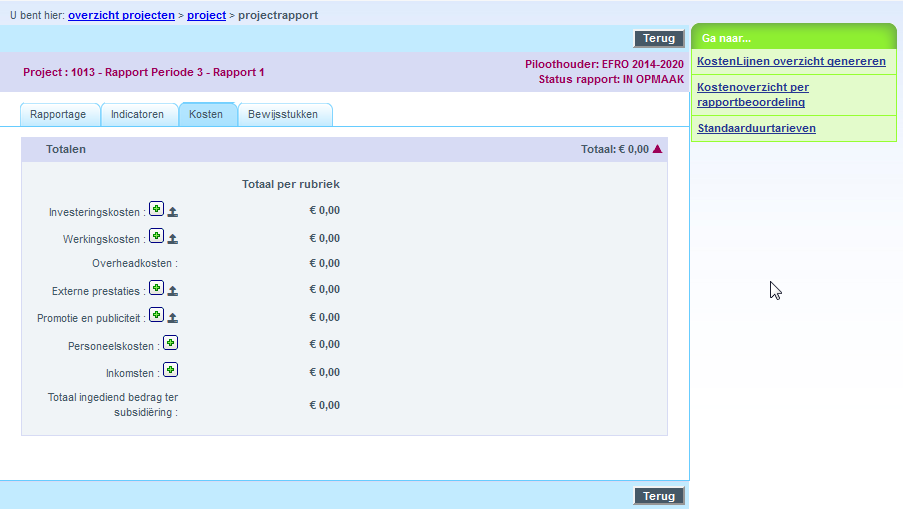 U bent hier: overzicht projecten > project > projectrapport
Terug
Project : 1013 - Rapport Periode 3 - Rapport 1
Piloothouder: EFRO 2014-2020
Status rapport: IN OPMAAK
Ga naar...
KostenLijnen overzicht genereren
Kostenoverzicht per
rapportbeoordeling
Standaarduurtarieven
Rapportage Indicatoren Kosten Bewijsstukken
Totalen Totaal: € 0,00
Totaal per rubriek
Investeringskosten : € 0,00
Werkingskosten : € 0,00
Overheadkosten : € 0,00
Externe prestaties : € 0,00
Promotie en publiciteit : € 0,00
Personeelskosten : € 0,00
Inkomsten : € 0,00
Totaal ingediend bedrag ter
subsidiëring : € 0,00
Terug